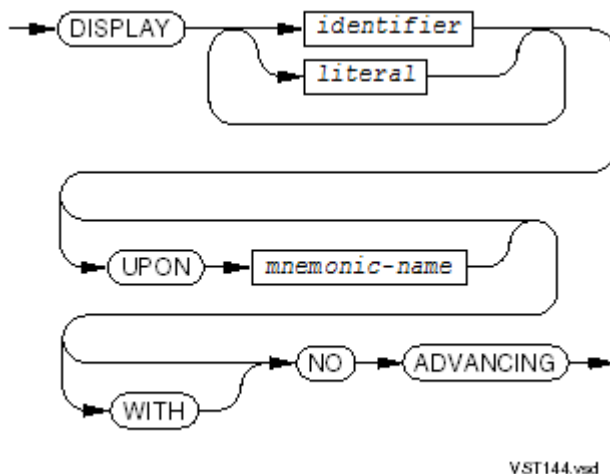 DISPLAY identifier
literal
UPON mnemonic-name
NO ADVANCING
WITH
VST144.vsd